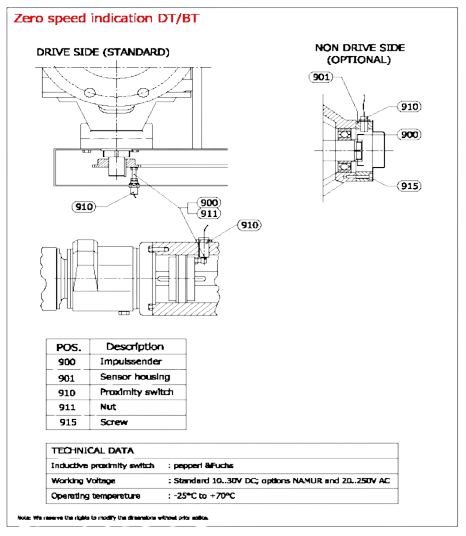 Zero speed indication DT/BT
DRIVE SIDE (STANDARD)
NON DRIVE SIDE
(OPTIONAL)
901
910
900
915
910
900
911
910
POS. Description
900 Impulssender
901 Sensor housing
910 Proximity switch
911 Nut
915 Screw
TECHNICAL DATA
Inductive proximity switch : pepperl &Fuchs
Working Voltage : Standard 10..30V DC; options NAMUR and 20..250V AC
Operating temperature : -25°C to +70°C
Note: We reserve the rights to modify the dimensions without prior notice.